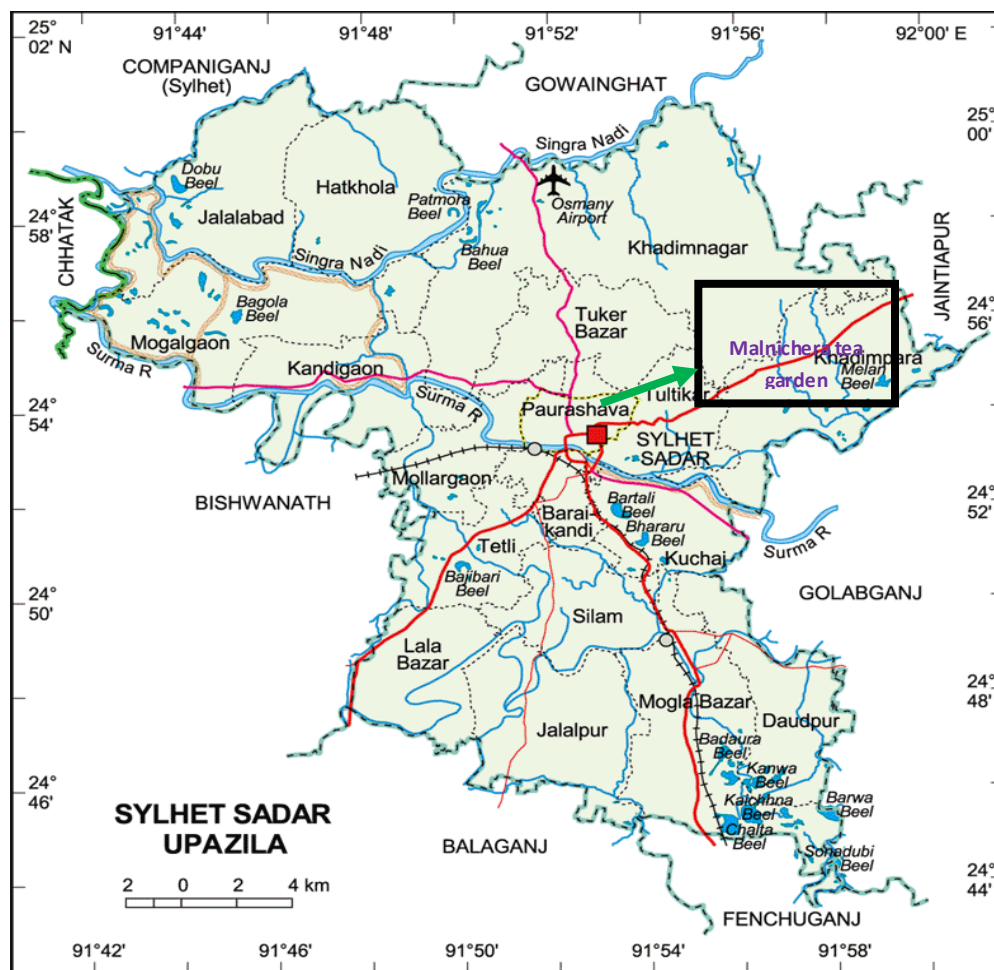 25°
02' N
91°44'
91°48'
91°52'
91°56'
92°00' E
COMPANIGANJ
(Sylhet)
GOWAINGHAT
25°
00'
Singra Nadi
Dobu
Beel
Hatkhola
Patmora
Beel
Osmany
Airport
Jalalabad
24°
58'
CHHATAK
Bahua
Beel
Khadimnagar
JAINTIAPUR
Singra Nadi
Bagola
Beel
24°
56'
Mogalgaon
Tuker
Bazar
Surma R
Kandigaon
Malnichera tea
garden
Khadimpara
Melan
Beel
Surma R
Tultikar
Paurashava
24°
54'
SYLHET
SADAR
BISHWANATH
Mollargaon
24°
52'
Bartali
Beel
Barai-
kandi
Bhararu
Beel
Surma R
Tetli
Kuchai
Bajibari
Beel
24°
50'
GOLABGANJ
Silam
Lala
Bazar
24°
48'
Mogla Bazar
Jalalpur
Daudpur
Badaura
Beel
Kanwa
Beel
24°
46'
Kaichhna
Beel
Barwa
Beel
SYLHET SADAR
UPAZILA
Chalta
Beel
BALAGANJ
Sonadubi
Beel
24°
44'
2 0 2 4 km
FENCHUGANJ
91°42'
91°46'
91°50'
91°54'
91°58'